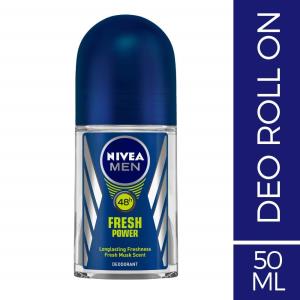 NIVEA
MEN
48h
FRESH
POWER
Longlasting Freshness
Fresh Musk Scent
DEODORANT
DEO ROLL ON
50 ML